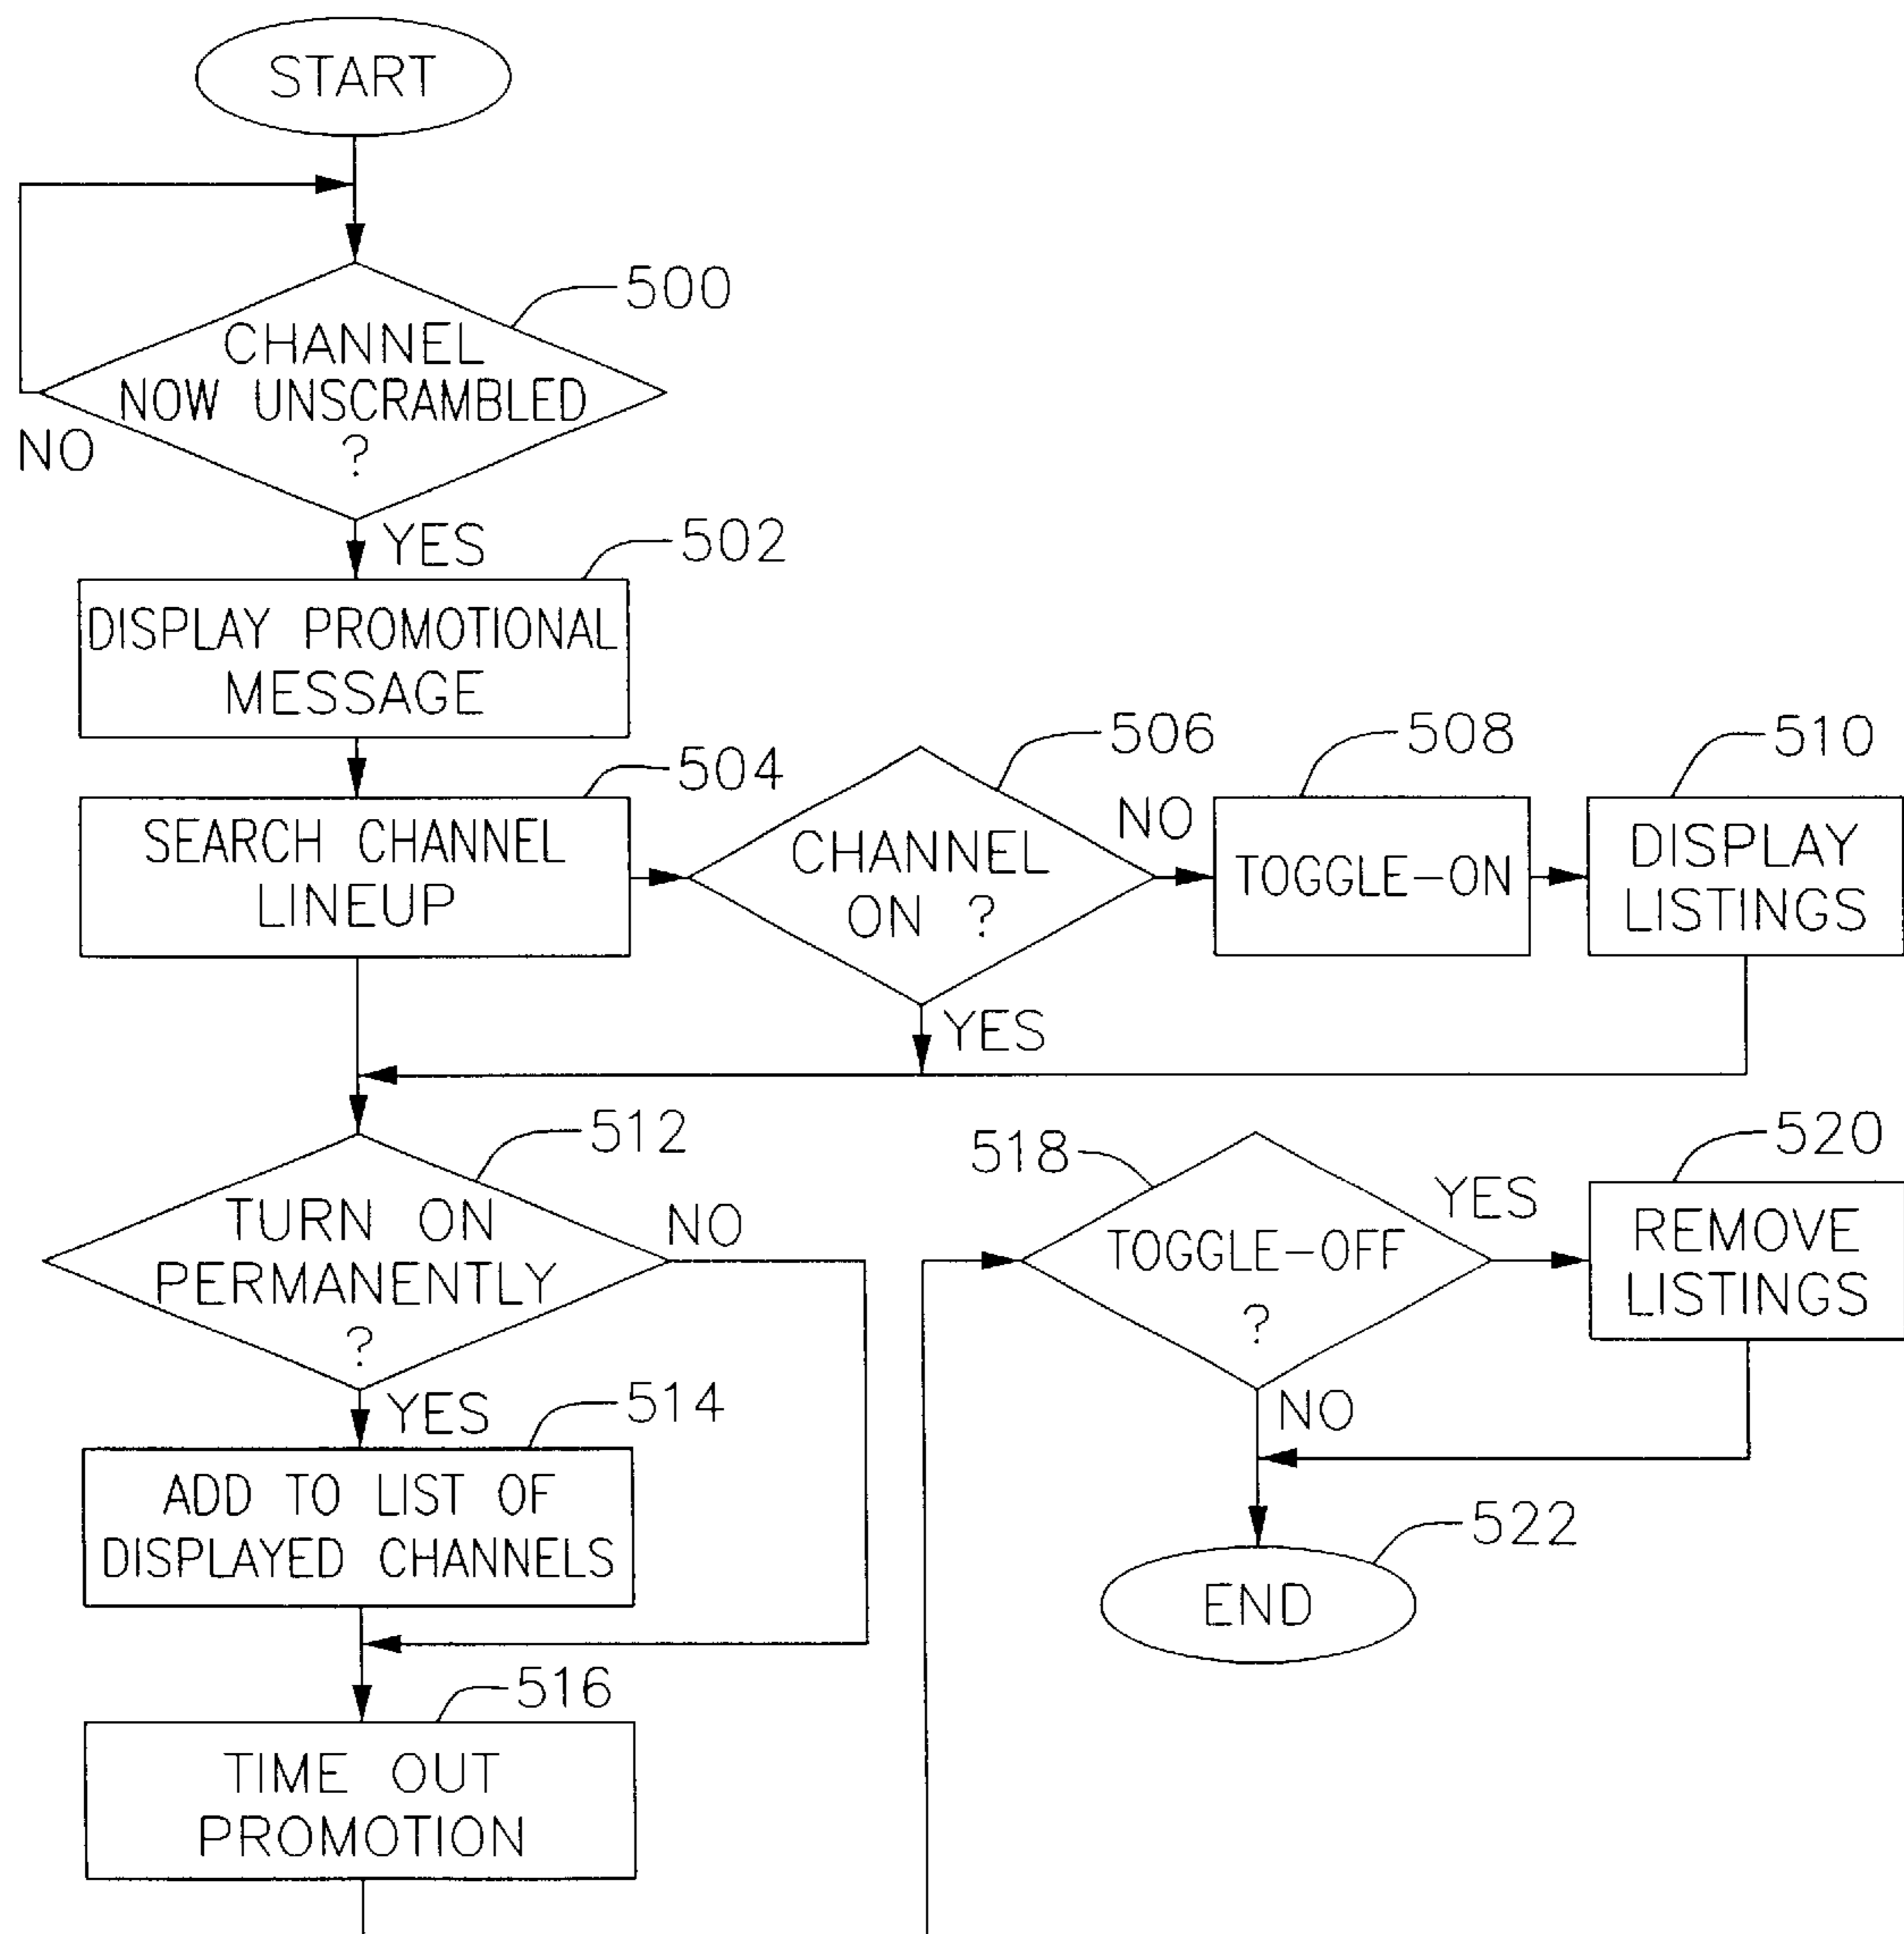 START
500
CHANNEL
NOW UNSCRAMBLED
?
NO
YES
502
DISPLAY PROMOTIONAL
MESSAGE
504
SEARCH CHANNEL
LINEUP
506
CHANNEL
ON ?
NO
YES
508
TOGGLE-ON
510
DISPLAY
LISTINGS
512
TURN ON
PERMANENTLY
?
NO
YES
514
ADD TO LIST OF
DISPLAYED CHANNELS
516
TIME OUT
PROMOTION
518
TOGGLE-OFF
?
YES
NO
520
REMOVE
LISTINGS
522
END